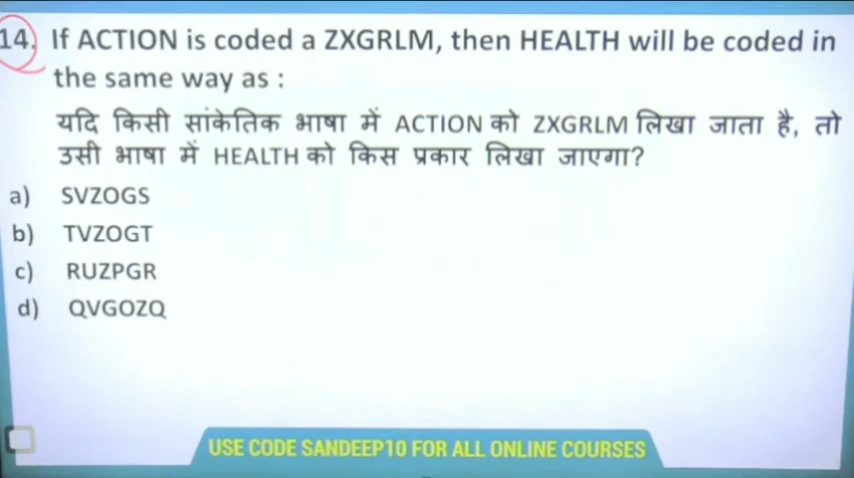 14. If ACTION is coded a ZXGRLM, then HEALTH will be coded in
the same way as :
यदि किसी सांकेतिक भाषा में ACTION को ZXGRLM लिखा जाता है, तो
उसी भाषा में HEALTH को किस प्रकार लिखा जाएगा?
a) SVZOGS
b) TVZOGT
c) RUZPGR
d) QVGOZQ
USE CODE SANDEEP10 FOR ALL ONLINE COURSES